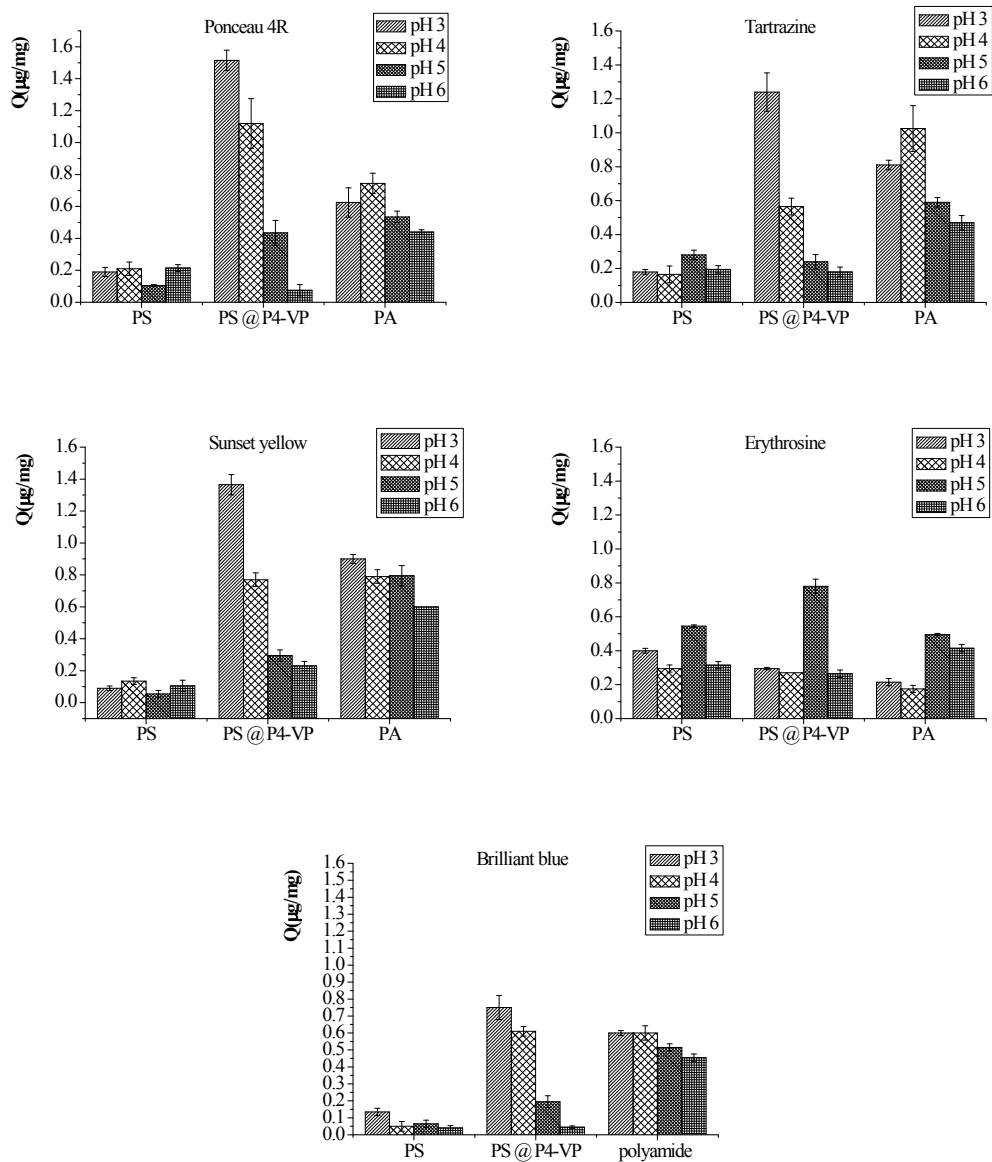 Ponceau 4R
Q(µg/mg)
1.6
1.4
1.2
1.0
0.8
0.6
0.4
0.2
0.0
PS
PS@P4-VP
PA
pH 3
pH 4
pH 5
pH 6
Tartrazine
Q(µg/mg)
1.6
1.4
1.2
1.0
0.8
0.6
0.4
0.2
0.0
PS
PS@P4-VP
PA
pH 3
pH 4
pH 5
pH 6
Sunset yellow
Q(µg/mg)
1.6
1.4
1.2
1.0
0.8
0.6
0.4
0.2
0.0
PS
PS@P4-VP
PA
pH 3
pH 4
pH 5
pH 6
Erythrosine
Q(µg/mg)
1.6
1.4
1.2
1.0
0.8
0.6
0.4
0.2
0.0
PS
PS@P4-VP
PA
pH 3
pH 4
pH 5
pH 6
Brilliant blue
Q(µg/mg)
1.6
1.5
1.4
1.3
1.2
1.1
1.0
0.9
0.8
0.7
0.6
0.5
0.4
0.3
0.2
0.1
0.0
PS
PS@P4-VP
polyamide
pH 3
pH 4
pH 5
pH 6